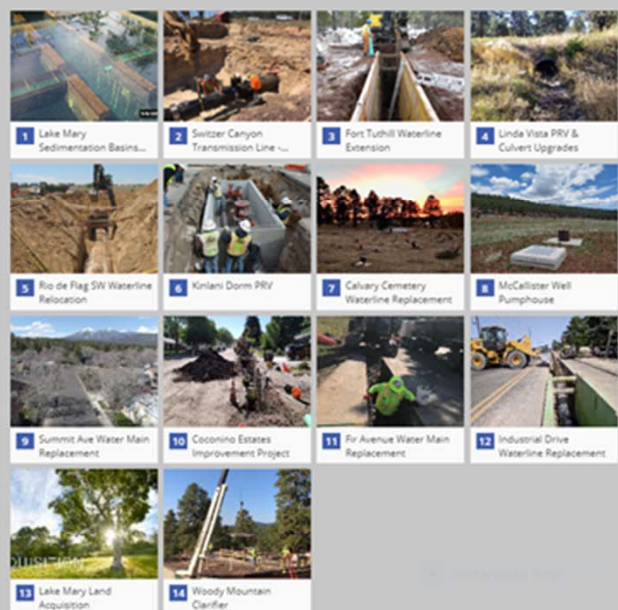 1 Lake Mary
Sedimentation Basins...
2 Switzer Canyon
Transmission Line -...
3 Fort Tuthill Waterline
Extension
4 Linda Vista PRV &
Culvert Upgrades
5 Rio de Flag SW Waterline
Relocation
6 Kinlani Dorm PRV
7 Calvary Cemetery
Waterline Replacement
8 McCallister Well
Pumphouse
9 Summit Ave Water Main
Replacement
10 Coconino Estates
Improvement Project
11 Fir Avenue Water Main
Replacement
12 Industrial Drive
Waterline Replacement
13 Lake Mary Land
Acquisition
14 Woody Mountain
Clarifier